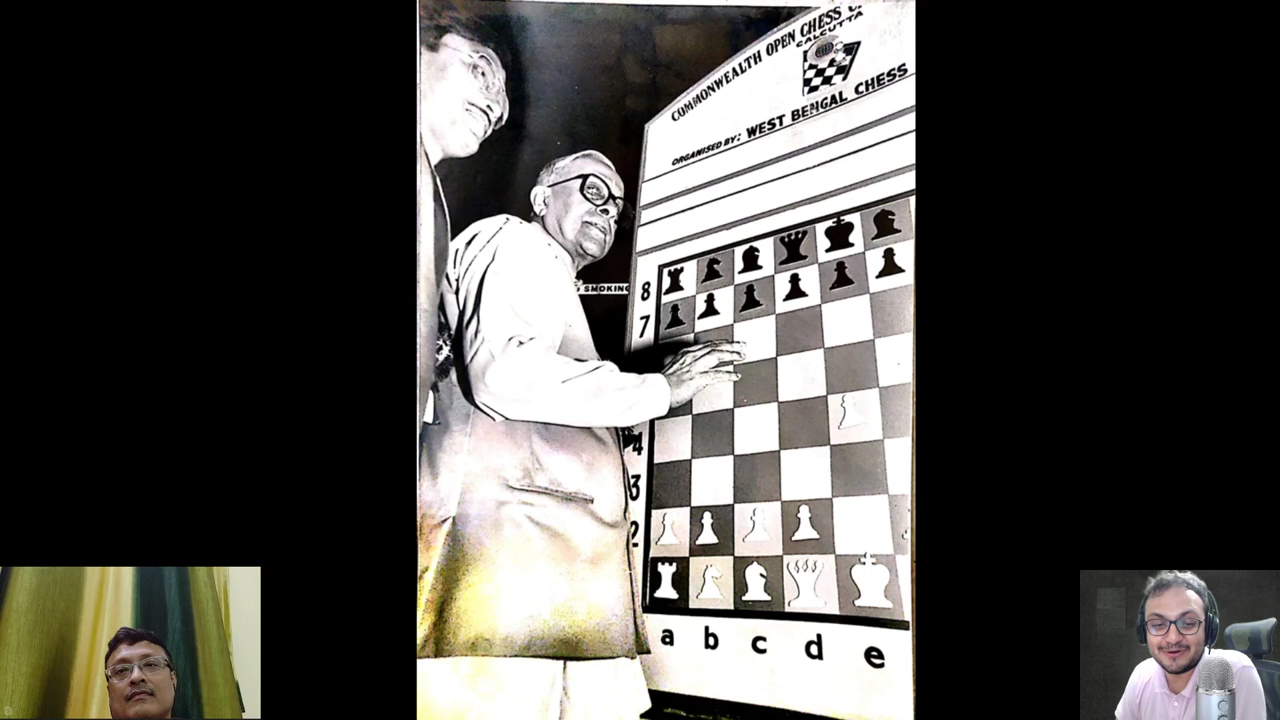 COMMONWEALTH OPEN CHESS
CALCUTTA
ORGANISED BY: WEST BENGAL CHESS
SMOKING
8
7
4
3
2
a b c d e